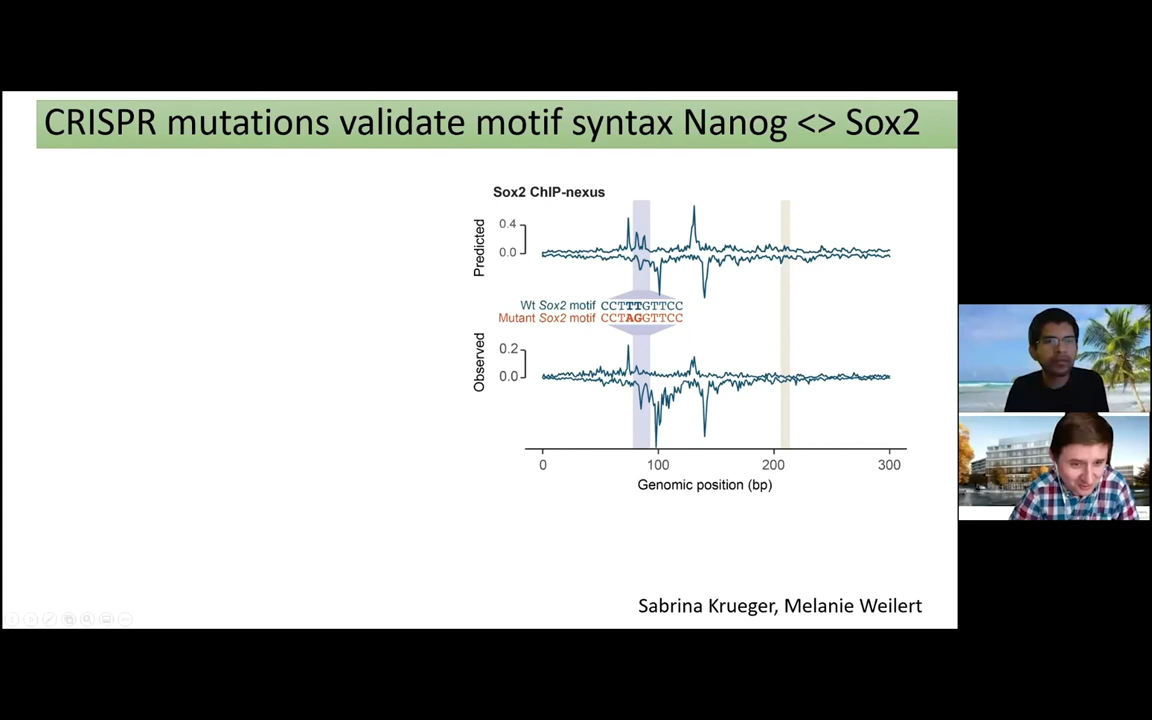 CRISPR mutations validate motif syntax Nanog <> Sox2
Sox2 ChIP-nexus
Predicted
0.4
0.0
Wt Sox2 motif CCTTTGTTCC
Mutant Sox2 motif CCTAGGTTCC
Observed
0.2
0.0
0 100 200 300
Genomic position (bp)
Sabrina Krueger, Melanie Weilert